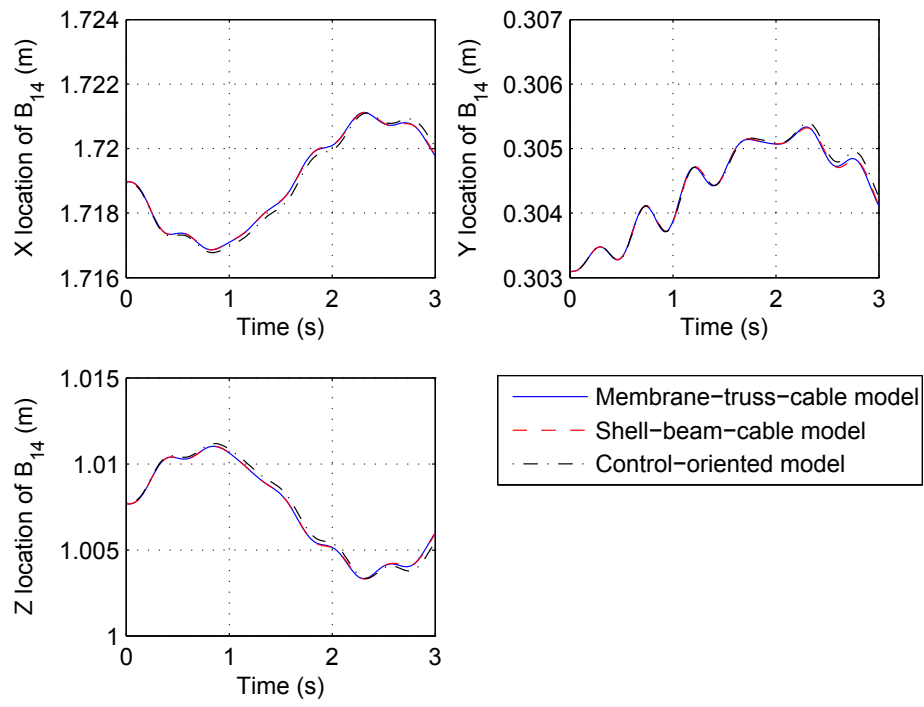 1.724
1.722
1.72
1.718
1.716
X location of B14 (m)
0 1 2 3
Time (s)
0.307
0.306
0.305
0.304
0.303
Y location of B14 (m)
0 1 2 3
Time (s)
1.015
1.01
1.005
1
Z location of B14 (m)
0 1 2 3
Time (s)
Membrane−truss−cable model
Shell−beam−cable model
Control−oriented model